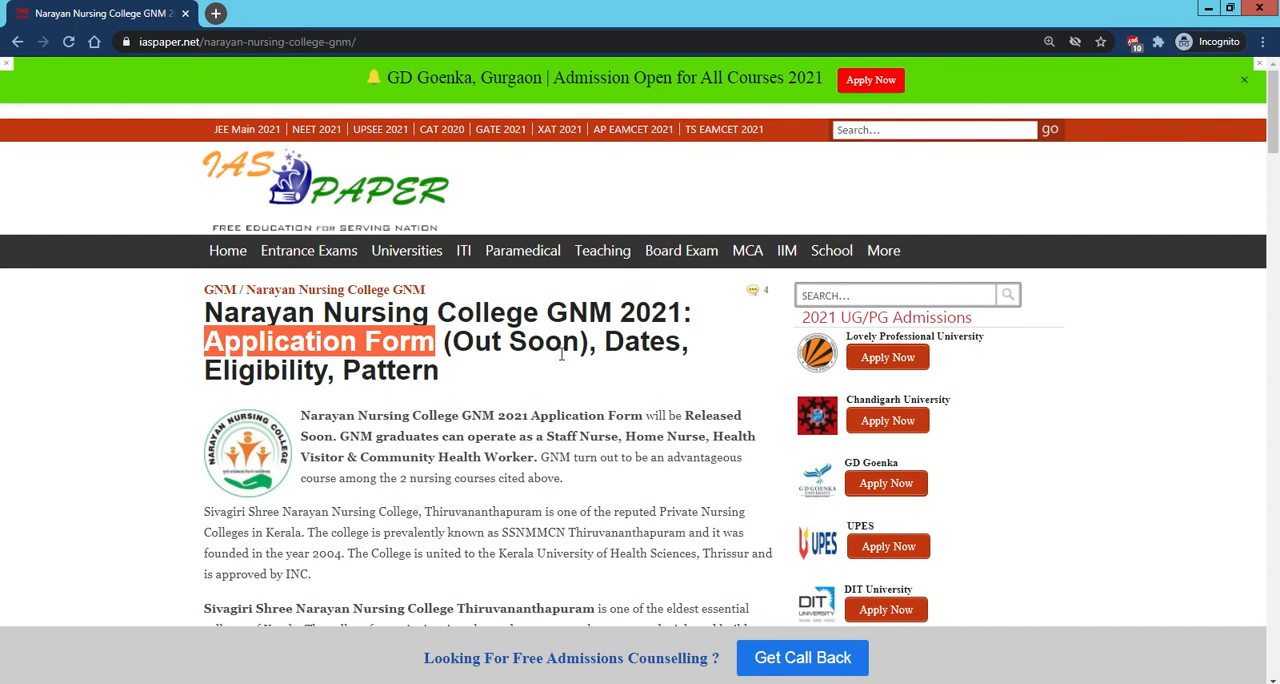 Narayan Nursing College GNM 2
iaspaper.net/narayan-nursing-college-gnm/
10
Incognito
🔔 GD Goenka, Gurgaon | Admission Open for All Courses 2021 Apply Now
JEE Main 2021 | NEET 2021 | UPSEE 2021 | CAT 2020 | GATE 2021 | XAT 2021 | AP EAMCET 2021 | TS EAMCET 2021
Search... go
IAS PAPER
FREE EDUCATION FOR SERVING NATION
Home Entrance Exams Universities ITI Paramedical Teaching Board Exam MCA IIM School More
GNM / Narayan Nursing College GNM
4
Narayan Nursing College GNM 2021:
Application Form (Out Soon), Dates,
Eligibility, Pattern
NARAYAN NURSING COLLEGE
Narayan Nursing College GNM 2021 Application Form will be Released
Soon. GNM graduates can operate as a Staff Nurse, Home Nurse, Health
Visitor & Community Health Worker. GNM turn out to be an advantageous
course among the 2 nursing courses cited above.
Sivagiri Shree Narayan Nursing College, Thiruvananthapuram is one of the reputed Private Nursing
Colleges in Kerala. The college is prevalently known as SSNMMCN Thiruvananthapuram and it was
founded in the year 2004. The College is united to the Kerala University of Health Sciences, Thrissur and
is approved by INC.
Sivagiri Shree Narayan Nursing College Thiruvananthapuram is one of the eldest essential
SEARCH...
2021 UG/PG Admissions
Lovely Professional University
Apply Now
Chandigarh University
Apply Now
GD Goenka
Apply Now
UPES
UPES Apply Now
DIT University
DIT Apply Now
Looking For Free Admissions Counselling ? Get Call Back